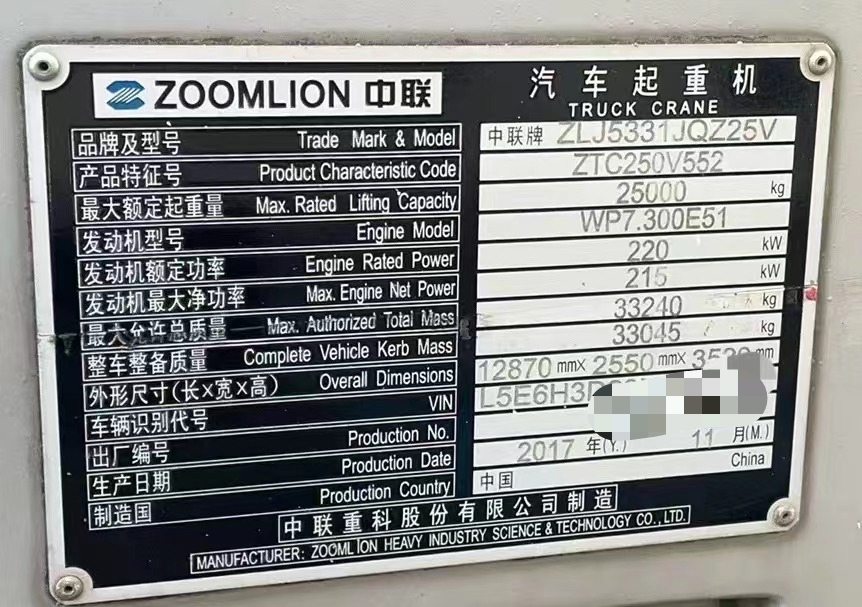 ZOOMLION 中联
汽车起重机
TRUCK CRANE
品牌及型号 Trade Mark & Model 中联牌 ZLJ5331JQZ25V
产品特征号 Product Characteristic Code ZTC250V552
最大额定起重量 Max. Rated Lifting Capacity 25000 kg
发动机型号 Engine Model WP7.300E51
发动机额定功率 Engine Rated Power 220 kW
发动机最大净功率 Max. Engine Net Power 215 kW
最大允许总质量 Max. Authorized Total Mass 33240 kg
整车整备质量 Complete Vehicle Kerb Mass 33045 kg
外形尺寸(长X宽X高) Overall Dimensions 12870 mmX 2550 mmX mm
车辆识别代号 VIN
出厂编号 Production No.
生产日期 Production Date 2017 年(Y.) 11 月(M.)
制造国 Production Country 中国 China
中联重科股份有限公司制造
MANUFACTURER: ZOOMLION HEAVY INDUSTRY SCIENCE & TECHNOLOGY CO., LTD.